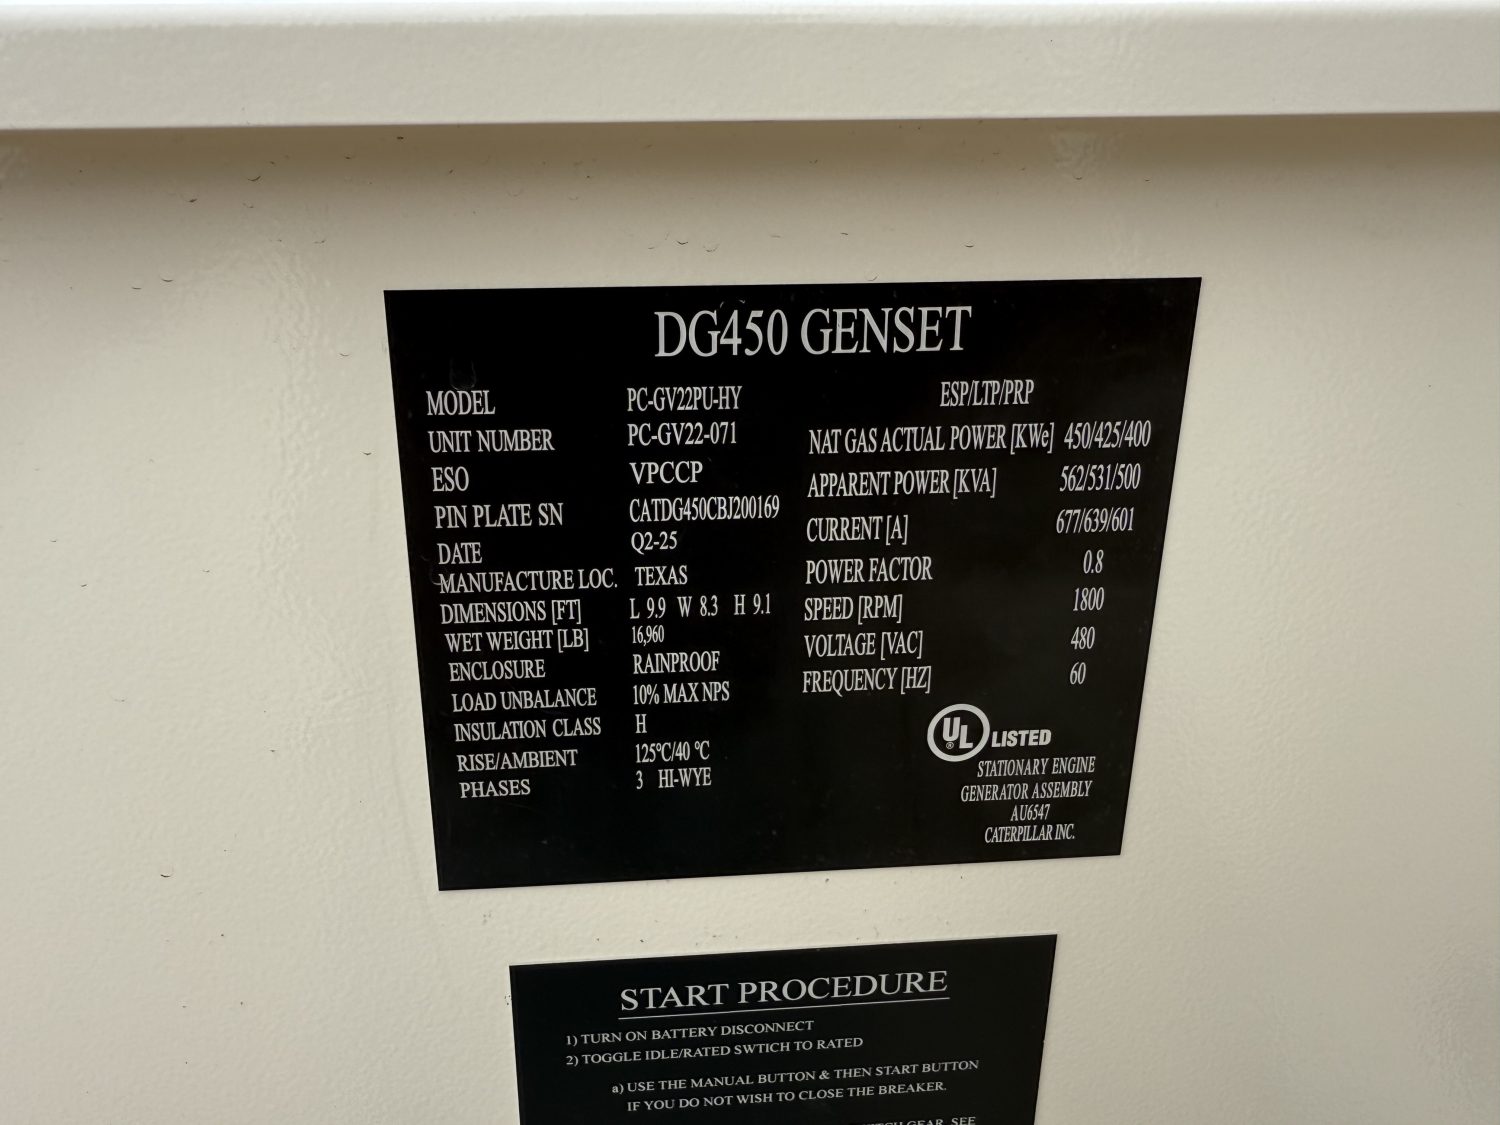 DG450 GENSET
MODEL PC-GV22PU-HY
UNIT NUMBER PC-GV22-071
ESO VPCCP
PIN PLATE SN CATDG450CBJ200169
DATE Q2-25
MANUFACTURE LOC. TEXAS
DIMENSIONS [FT] L 9.9 W 8.3 H 9.1
WET WEIGHT [LB] 16,960
ENCLOSURE RAINPROOF
LOAD UNBALANCE 10% MAX NPS
INSULATION CLASS H
RISE/AMBIENT 125°C/40 °C
PHASES 3 HI-WYE
ESP/LTP/PRP
NAT GAS ACTUAL POWER [KWe] 450/425/400
APPARENT POWER [KVA] 562/531/500
CURRENT [A] 677/639/601
POWER FACTOR 0.8
SPEED [RPM] 1800
VOLTAGE [VAC] 480
FREQUENCY [HZ] 60
UL ® LISTED
STATIONARY ENGINE
GENERATOR ASSEMBLY
AU6547
CATERPILLAR INC.
START PROCEDURE
1) TURN ON BATTERY DISCONNECT
2) TOGGLE IDLE/RATED SWTICH TO RATED
a) USE THE MANUAL BUTTON & THEN START BUTTON
IF YOU DO NOT WISH TO CLOSE THE BREAKER.
GEAR, SEE